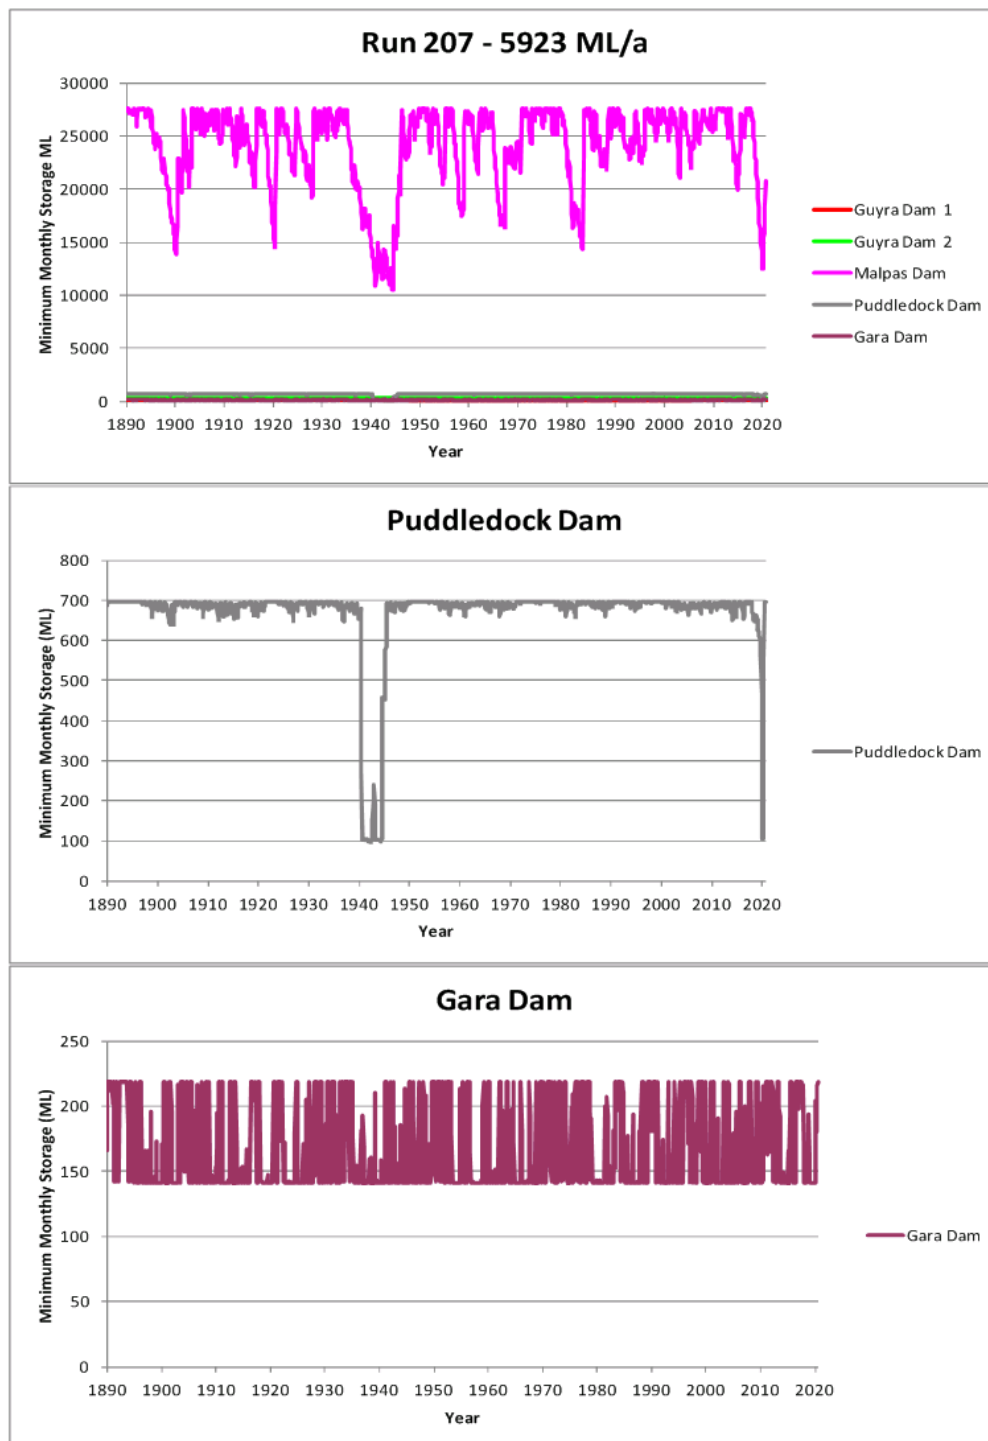 Run 207 - 5923 ML/a
30000
25000
20000
15000
10000
5000
0
Minimum Monthly Storage ML
1890 1900 1910 1920 1930 1940 1950 1960 1970 1980 1990 2000 2010 2020
Year
Guyra Dam 1
Guyra Dam 2
Malpas Dam
Puddledock Dam
Gara Dam
Puddledock Dam
800
700
600
500
400
300
200
100
0
Minimum Monthly Storage (ML)
1890 1900 1910 1920 1930 1940 1950 1960 1970 1980 1990 2000 2010 2020
Year
Puddledock Dam
Gara Dam
250
200
150
100
50
0
Minimum Monthly Storage (ML)
1890 1900 1910 1920 1930 1940 1950 1960 1970 1980 1990 2000 2010 2020
Year
Gara Dam